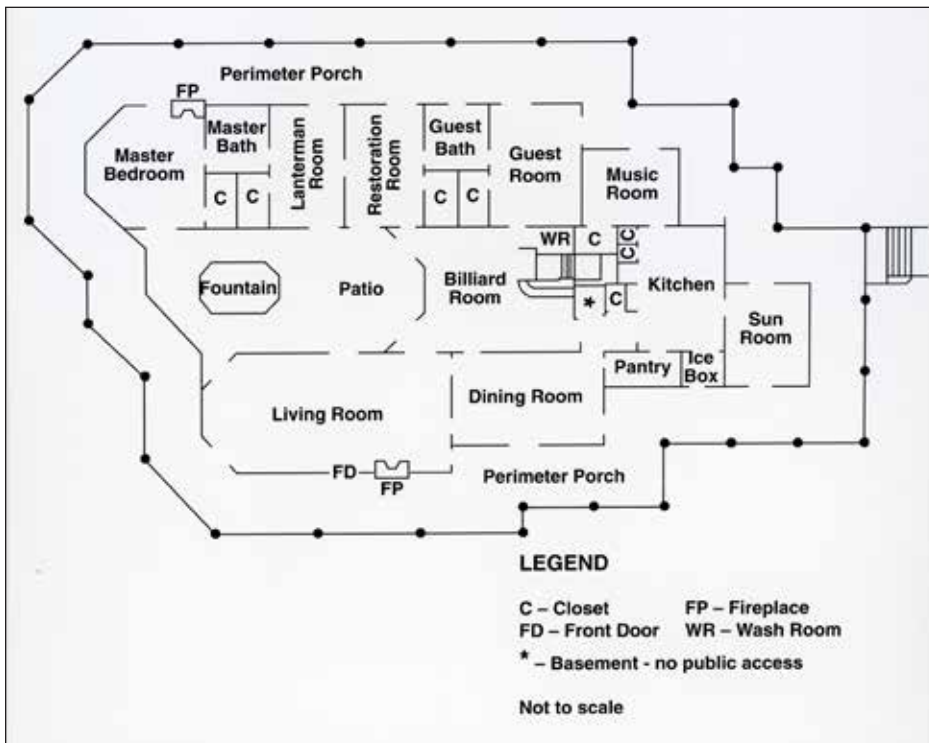 Perimeter Porch
FP
Master
Bedroom
Master
Bath
C C
Lanterman
Room
Restoration
Room
Guest
Bath
C C
Guest
Room
Music
Room
WR C C
C
Fountain
Patio
Billiard
Room
* C
Kitchen
Sun
Room
Pantry
Ice
Box
Living Room
Dining Room
FD
FP
Perimeter Porch
LEGEND
C – Closet FP – Fireplace
FD – Front Door WR – Wash Room
* – Basement - no public access
Not to scale